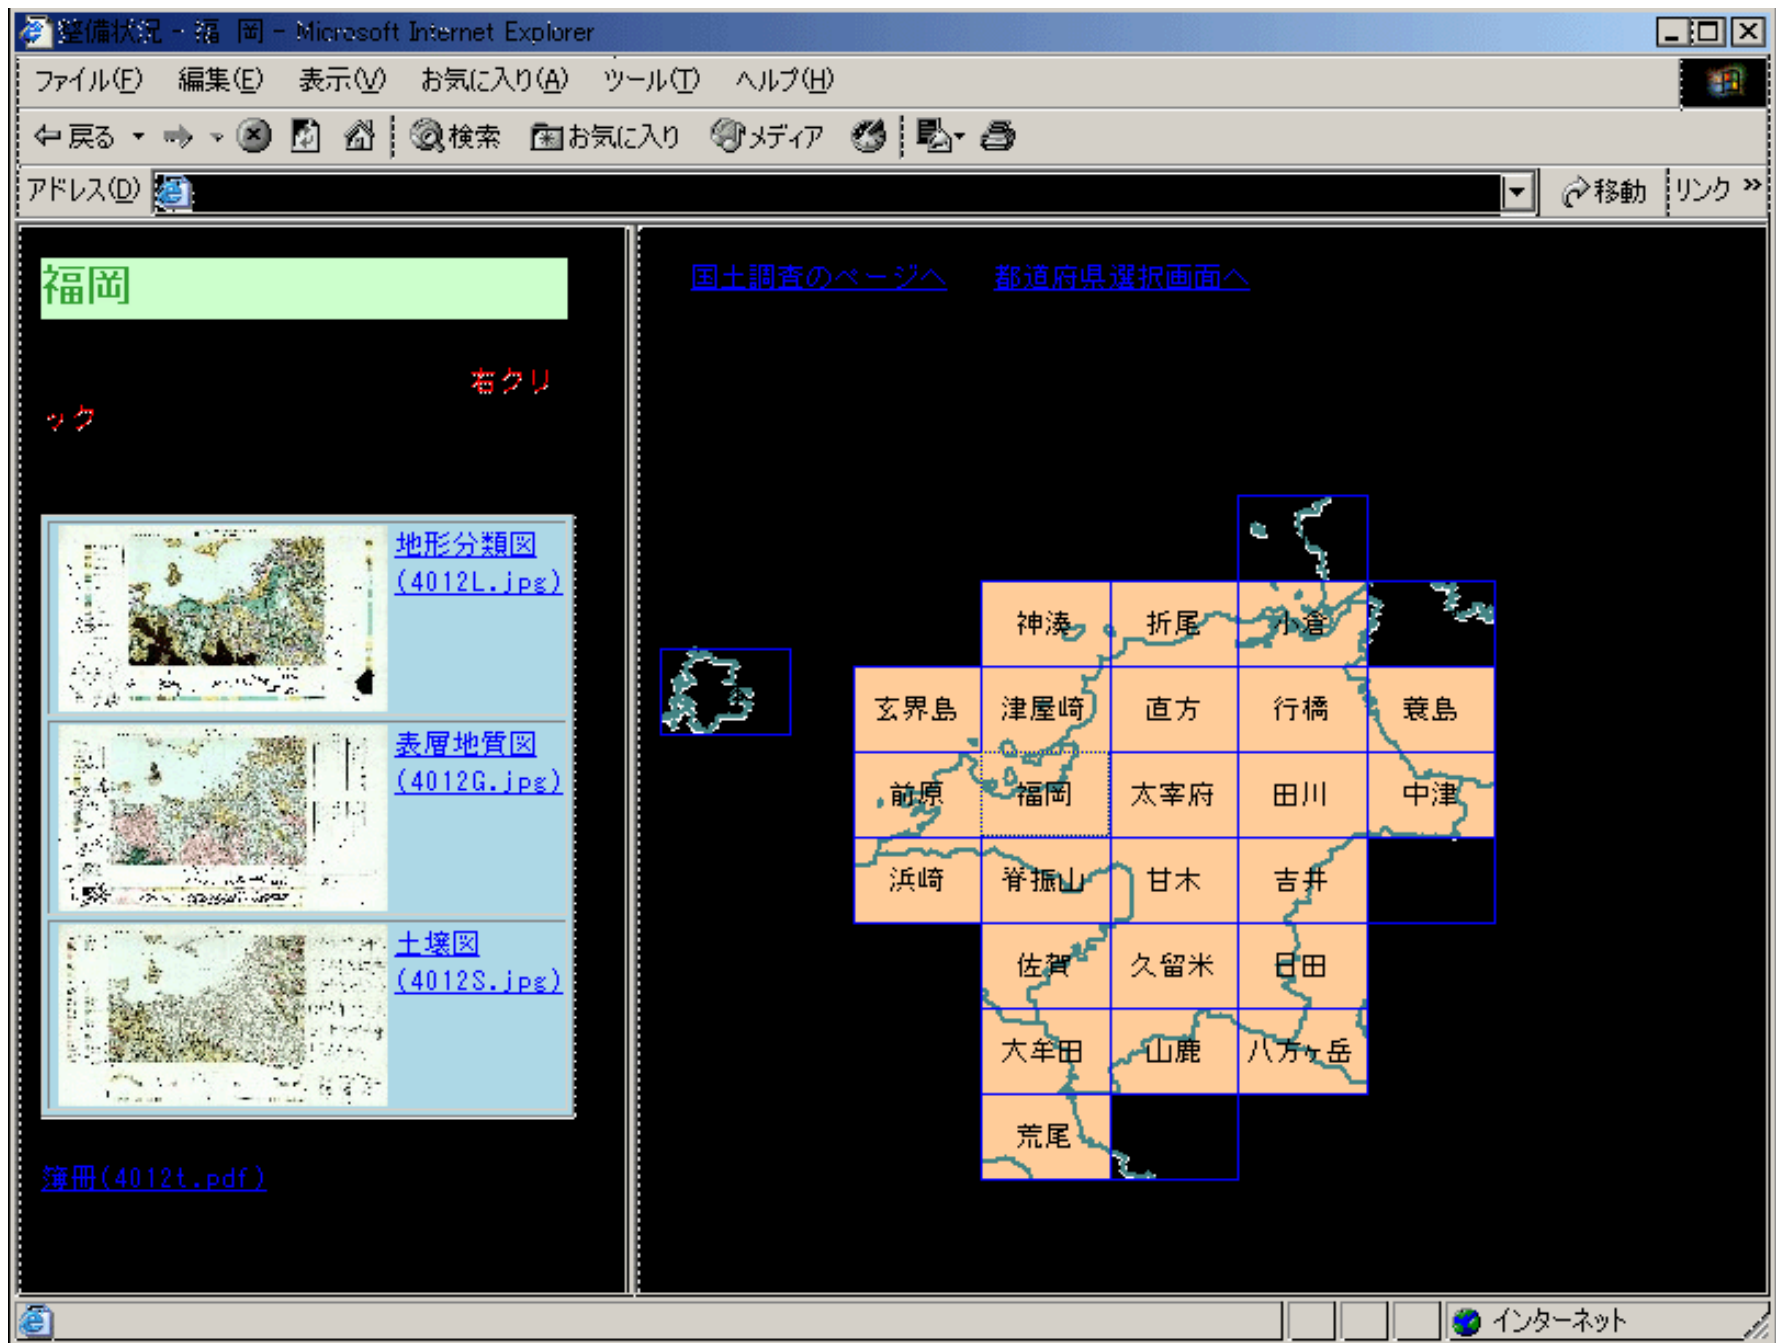 整備状況 - 福 岡 - Microsoft Internet Explorer
ファイル(F) 編集(E) 表示(V) お気に入り(A) ツール(T) ヘルプ(H)
戻る 検索 お気に入り メディア
アドレス(D) 移動 リンク »
福岡
右クリ
ック
地形分類図
(4012L.jpg)
表層地質図
(4012G.jpg)
土壌図
(4012S.jpg)
簿冊(4012t.pdf)
国土調査のページへ 都道府県選択画面へ
神湊 折尾 小倉
玄界島 津屋崎 直方 行橋 蓑島
前原 福岡 太宰府 田川 中津
浜崎 脊振山 甘木 吉井
佐賀 久留米 日田
大牟田 山鹿 八方ヶ岳
荒尾
インターネット